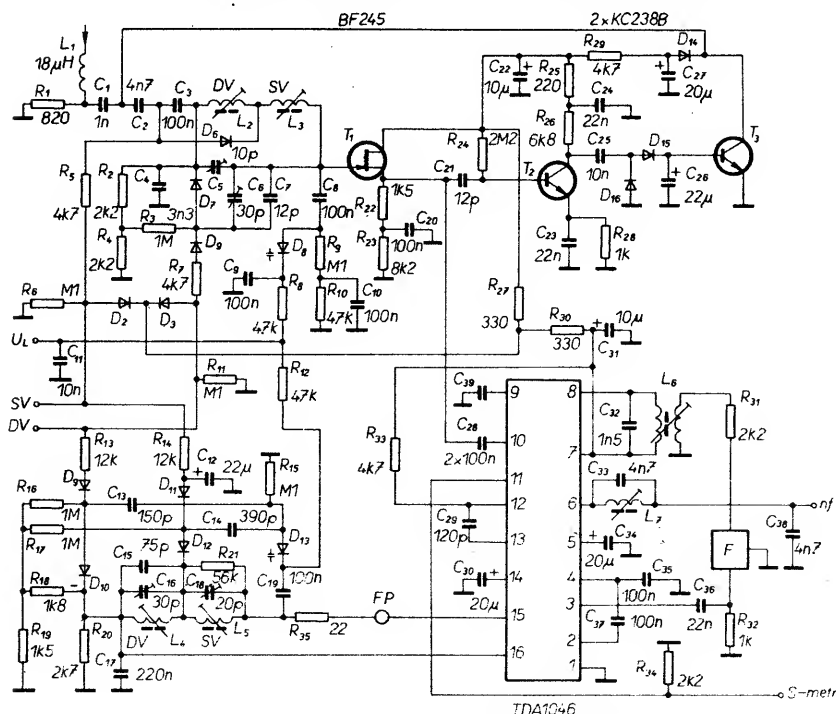 BF245 2×KC238B
L1 18µH
R1 820
C1 1n
4n7 C2
C3 100n
DV L2
SV L3
D6 10p
R5 4k7
R2 2k2
C4 3n3
R3 1M
R4 2k2
D7
C5
C6 30p
C7 12p
C8 100n
T1
D9
R7 4k7
C9 100n
D8
R8 47k
R9 M1
R10 47k
C10 100n
1k5 R22
R23 8k2
C20 100n
C21 12p
R24 2M2
C22 10µ
R25 220
R26 6k8
C24 22n
R29 4k7
D14
C27 20µ
C25 10n
D15
D16
C26 22µ
T2
T3
C23 22n
R28 1k
R27 330
R30 330
10µ C31
R6 M1
D2
D3
UL
C11 10n
R11 M1
R12 47k
SV
DV
R13 12k
R14 12k
C12 22µ
R15 M1
D9
D11
R16 1M
C13 150p
R17 1M
C14 390p
D13
C15 75p
D12
R21 56k
100n C19
R18 1k8
D10
C16 30p
C18 20p
R19 1k5
R20 2k7
DV L4
SV L5
C17 220n
R35 22
FP
R33 4k7
C39
C28 2×100n
C29 120p
C30 20µ
9
10
11
12
13
14
15
16
8
7
6
5
4
3
2
1
TDA1046
C32 1n5
L6
R31 2k2
C33 4n7
L7
nf
C38 4n7
C34 20µ
F
C35 100n
C36 22n
C37 100n
R32 1k
R34 2k2
S-metr